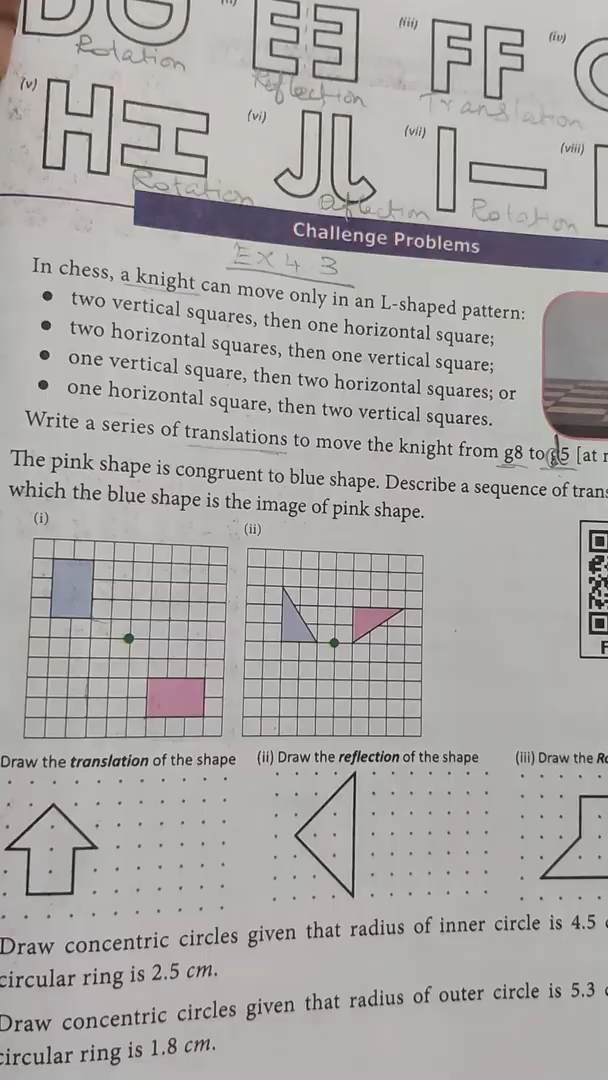 (iii)
(iv)
Rotation
Reflection
Translation
(v)
(vi)
(vii)
(viii)
Rotation
Reflection
Rotation
Challenge Problems
Ex 4 3
In chess, a knight can move only in an L-shaped pattern:
• two vertical squares, then one horizontal square;
• two horizontal squares, then one vertical square;
• one vertical square, then two horizontal squares; or
• one horizontal square, then two vertical squares.
Write a series of translations to move the knight from g8 to g5 [at
The pink shape is congruent to blue shape. Describe a sequence of
which the blue shape is the image of pink shape.
(i)
(ii)
Draw the translation of the shape
(ii) Draw the reflection of the shape
(iii) Draw the
Draw concentric circles given that radius of inner circle is 4.5
circular ring is 2.5 cm.
Draw concentric circles given that radius of outer circle is 5.3
circular ring is 1.8 cm.